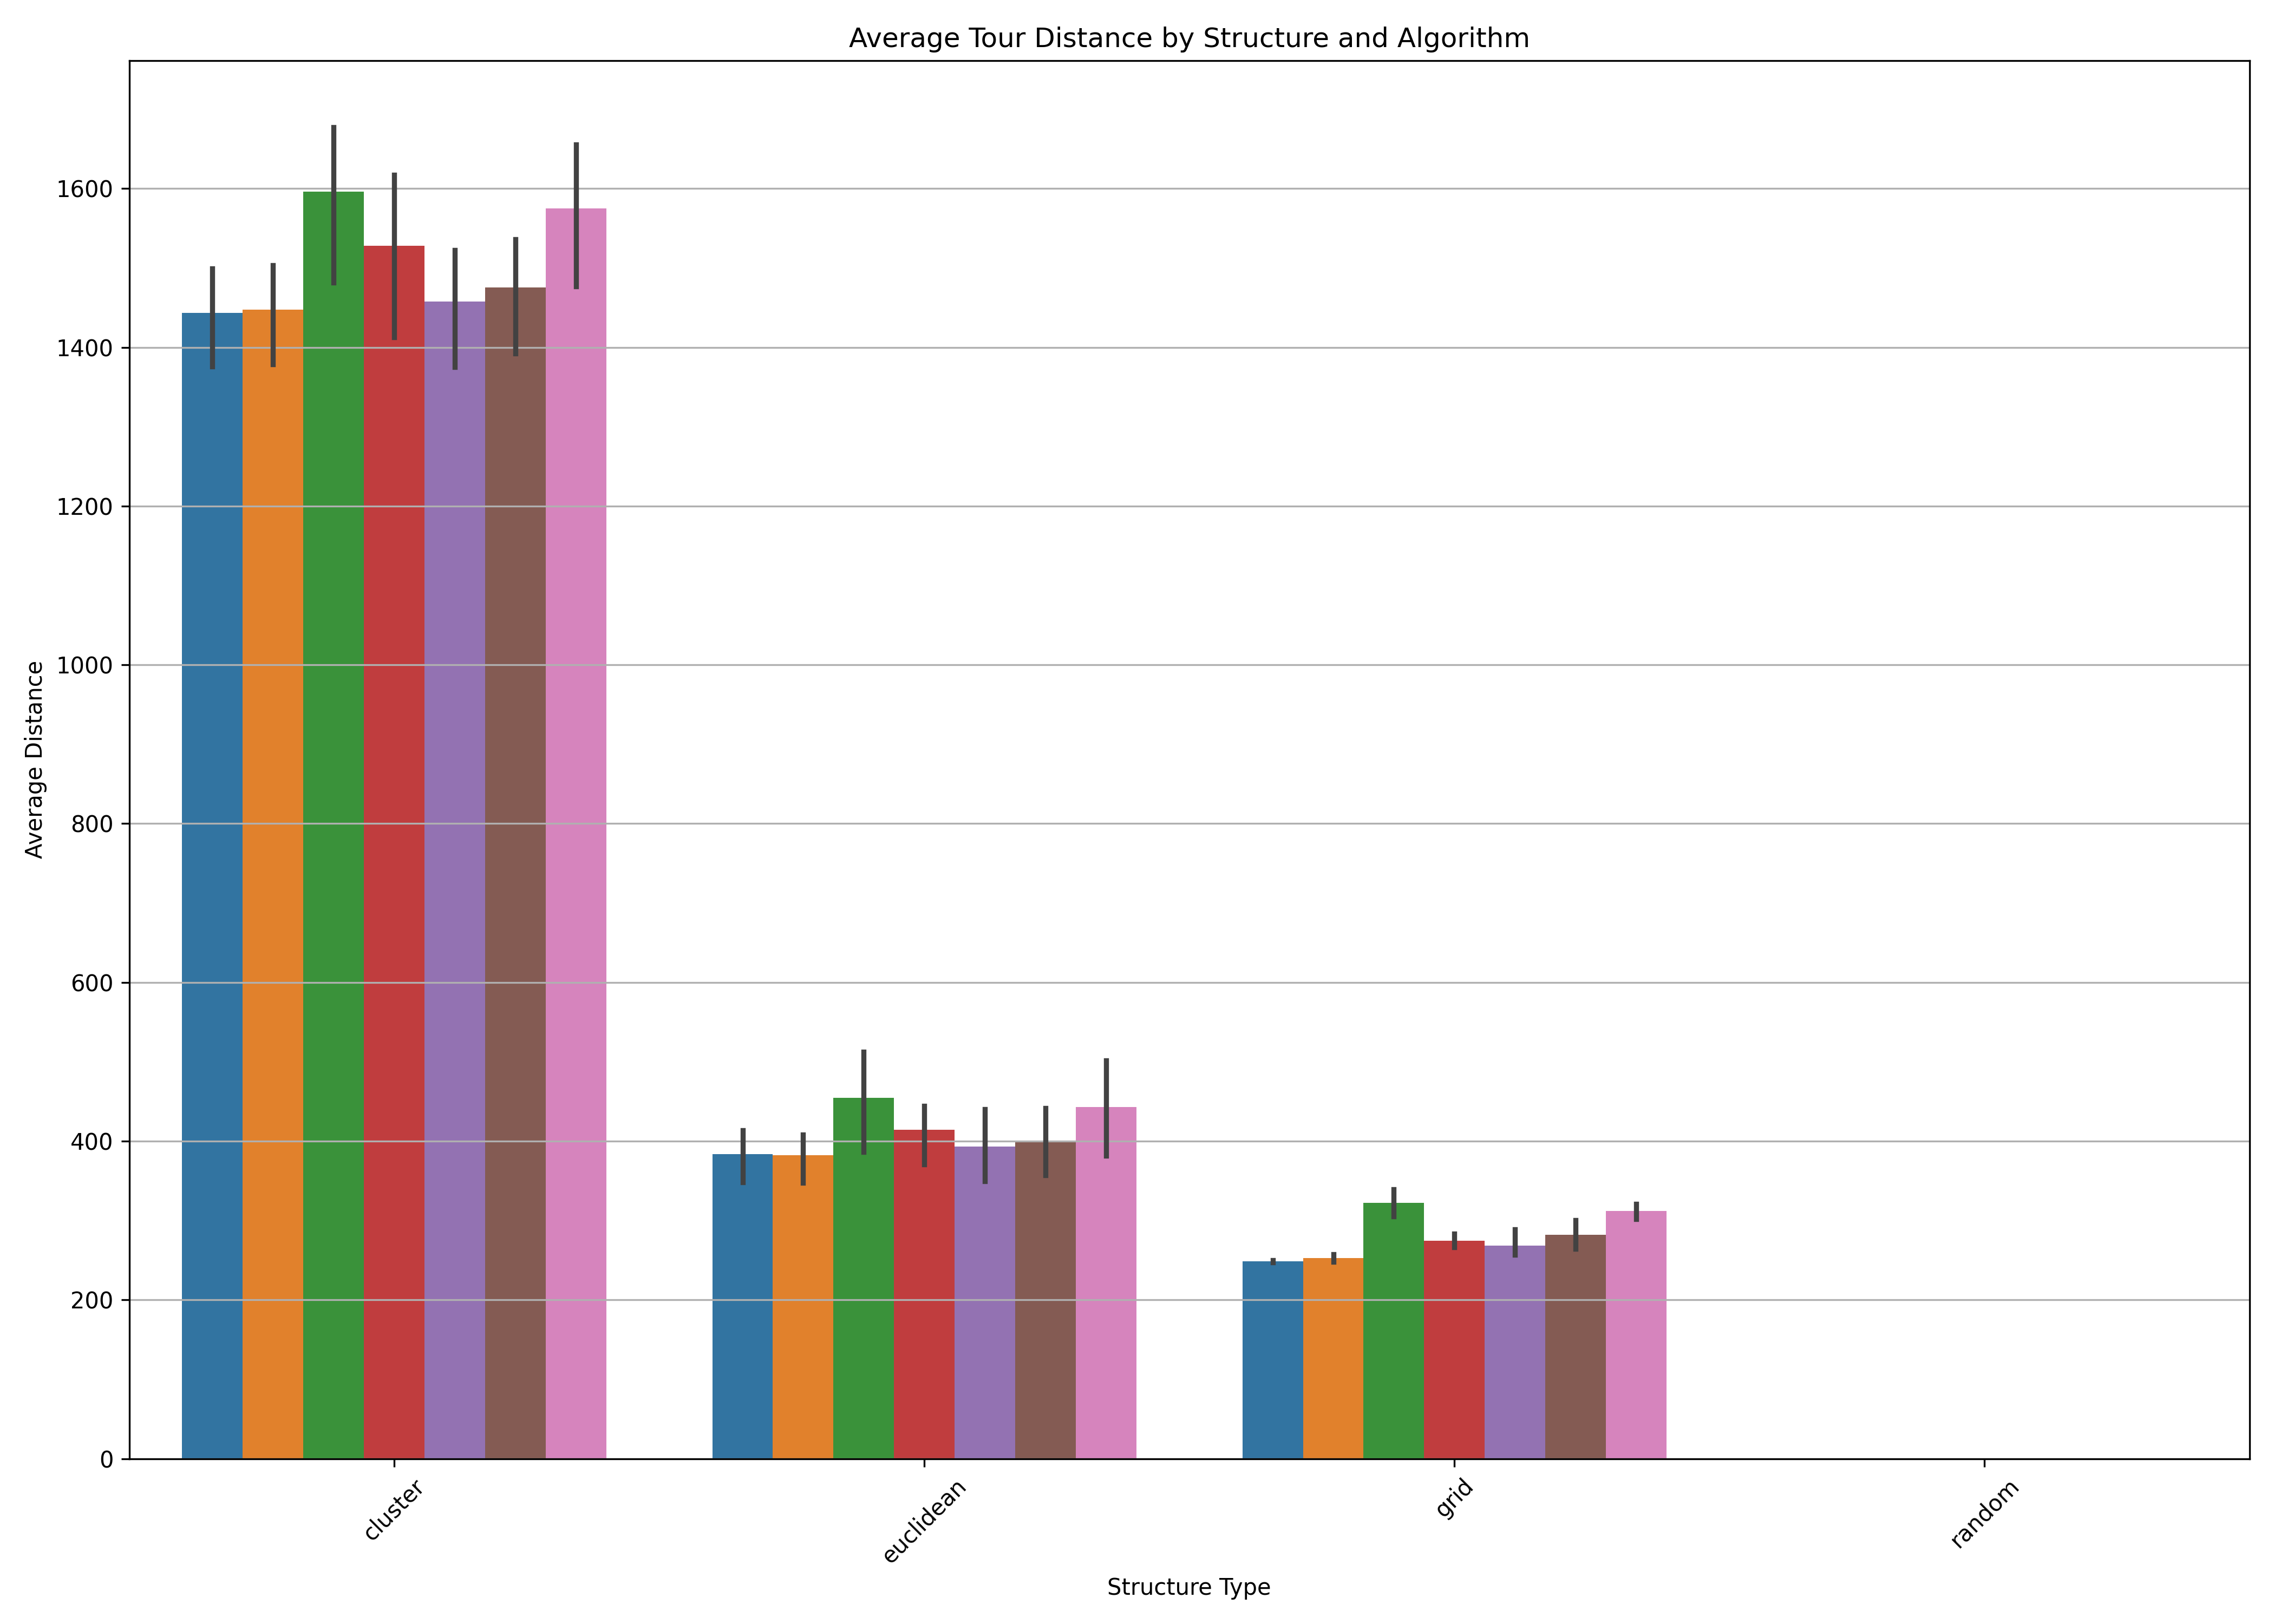 Average Tour Distance by Structure and Algorithm
Average Distance
1600
1400
1200
1000
800
600
400
200
0
cluster
euclidean
grid
random
Structure Type